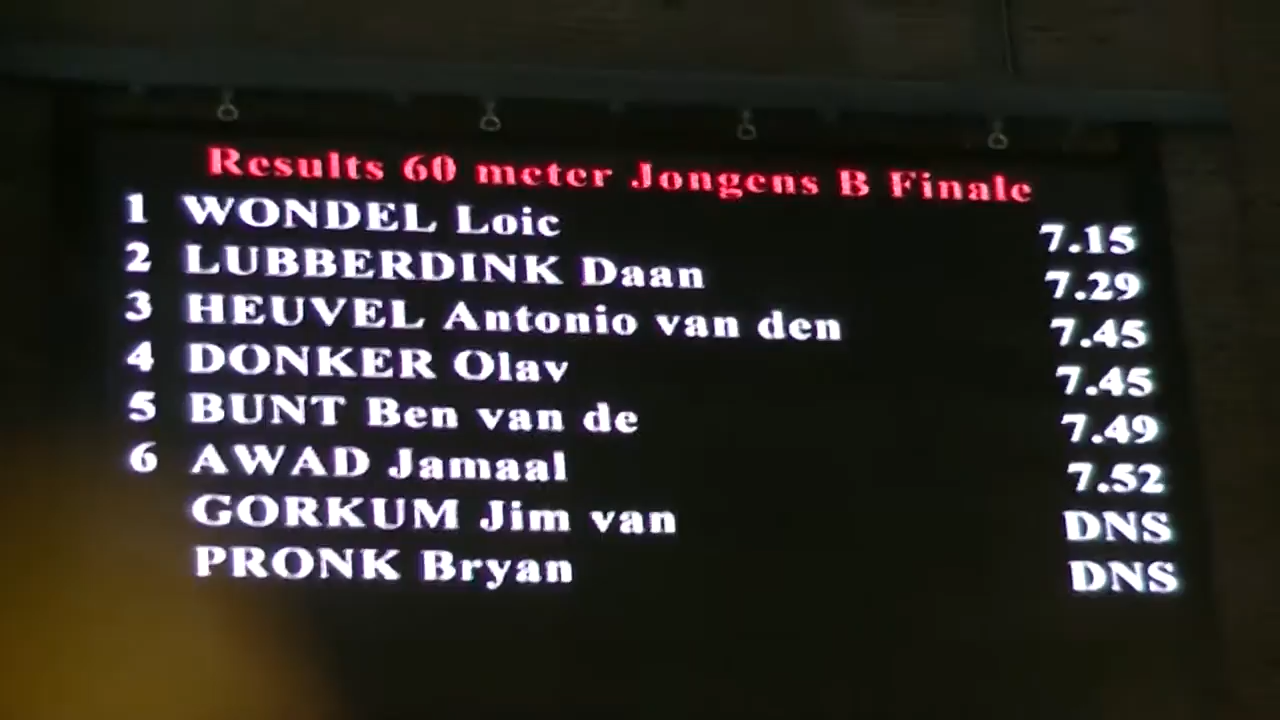 Results 60 meter Jongens B Finale
1 WONDEL Loic 7.15
2 LUBBERDINK Daan 7.29
3 HEUVEL Antonio van den 7.45
4 DONKER Olav 7.45
5 BUNT Ben van de 7.49
6 AWAD Jamaal 7.52
GORKUM Jim van DNS
PRONK Bryan DNS